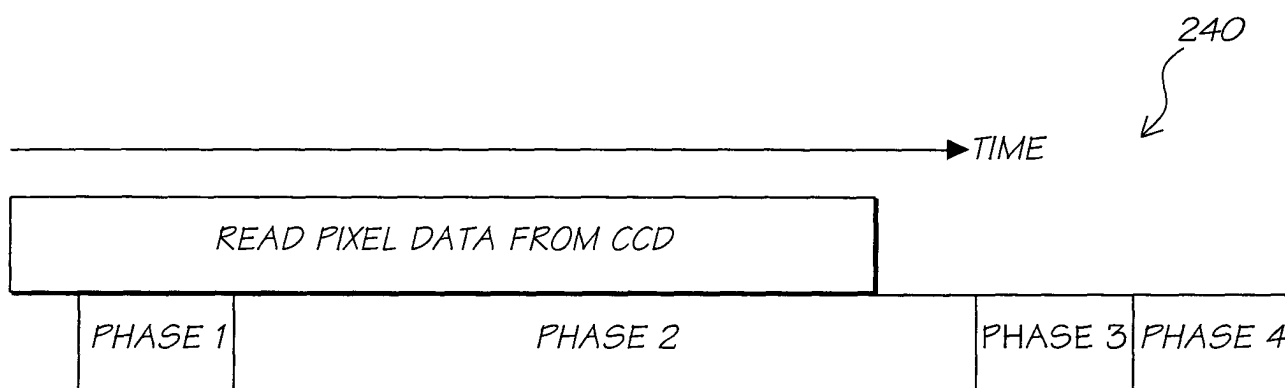 240
TIME
READ PIXEL DATA FROM CCD
PHASE 1 PHASE 2 PHASE 3 PHASE 4